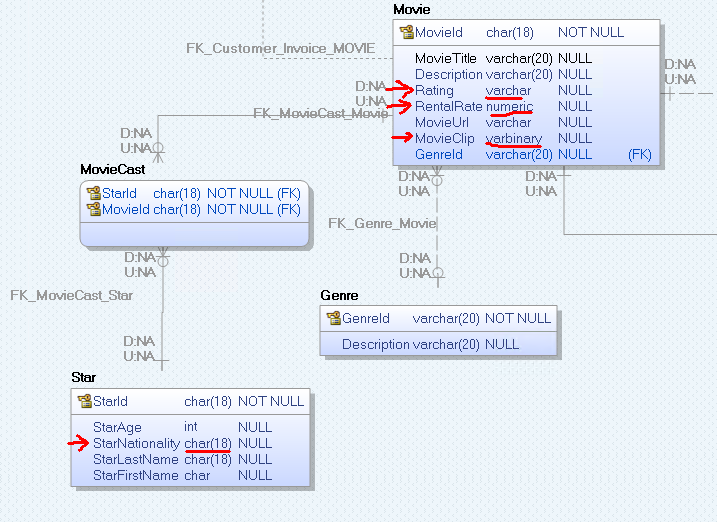 Movie
MovieId char(18) NOT NULL
MovieTitle varchar(20) NULL
Description varchar(20) NULL
Rating varchar NULL
RentalRate numeric NULL
MovieUrl varchar NULL
MovieClip varbinary NULL
GenreId varchar(20) NULL (FK)
FK_Customer_Invoice_MOVIE
D:NA
U:NA
D:NA
U:NA
FK_MovieCast_Movie
D:NA
U:NA
MovieCast
StarId char(18) NOT NULL (FK)
MovieId char(18) NOT NULL (FK)
D:NA
U:NA
D:NA
U:NA
FK_Genre_Movie
D:NA
U:NA
D:NA
U:NA
FK_MovieCast_Star
D:NA
U:NA
Genre
GenreId varchar(20) NOT NULL
Description varchar(20) NULL
Star
StarId char(18) NOT NULL
StarAge int NULL
StarNationality char(18) NULL
StarLastName char(18) NULL
StarFirstName char NULL